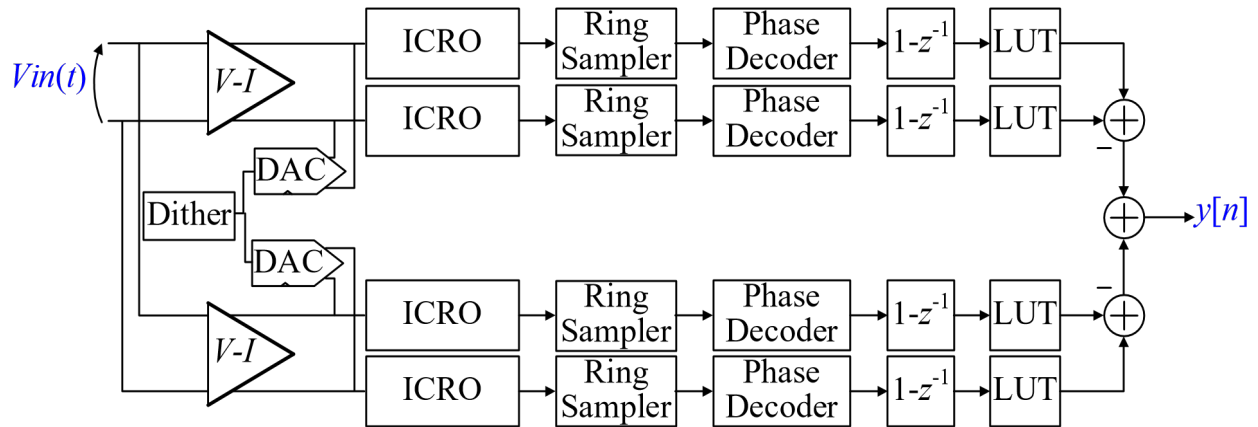 Vin(t)
V-I
ICRO
Ring
Sampler
Phase
Decoder
1-z⁻¹
LUT
ICRO
Ring
Sampler
Phase
Decoder
1-z⁻¹
LUT
+
−
DAC
Dither
+
y[n]
DAC
V-I
ICRO
Ring
Sampler
Phase
Decoder
1-z⁻¹
LUT
−
+
ICRO
Ring
Sampler
Phase
Decoder
1-z⁻¹
LUT